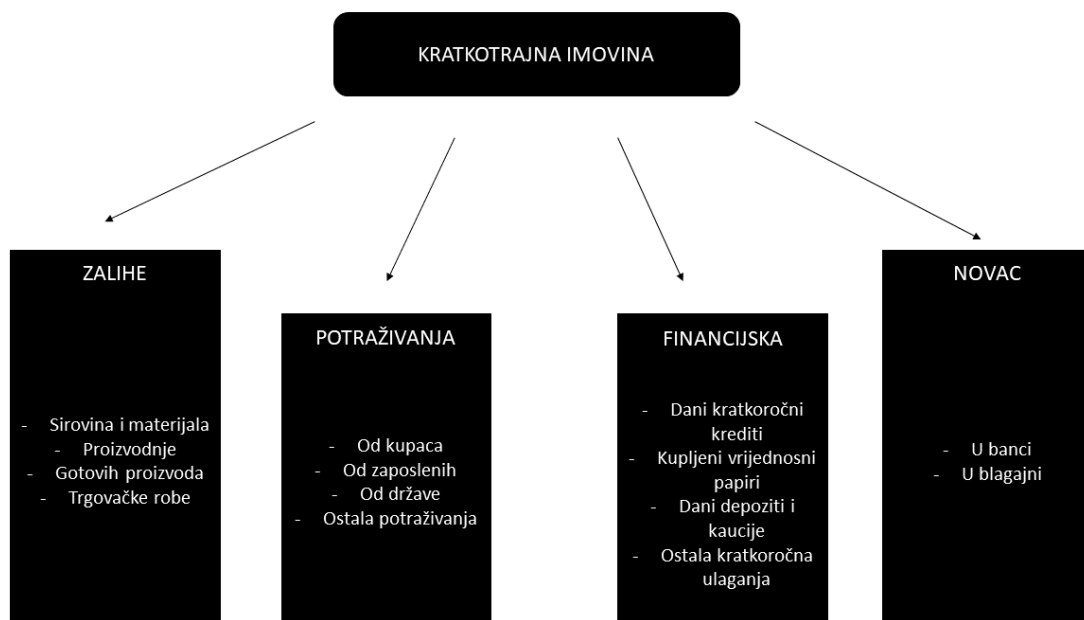 KRATKOTRAJNA IMOVINA
ZALIHE
- Sirovina i materijala
- Proizvodnje
- Gotovih proizvoda
- Trgovačke robe
POTRAŽIVANJA
- Od kupaca
- Od zaposlenih
- Od države
- Ostala potraživanja
FINANCIJSKA
- Dani kratkoročni
krediti
- Kupljeni vrijednosni
papiri
- Dani depoziti i
kaucije
- Ostala kratkoročna
ulaganja
NOVAC
- U banci
- U blagajni